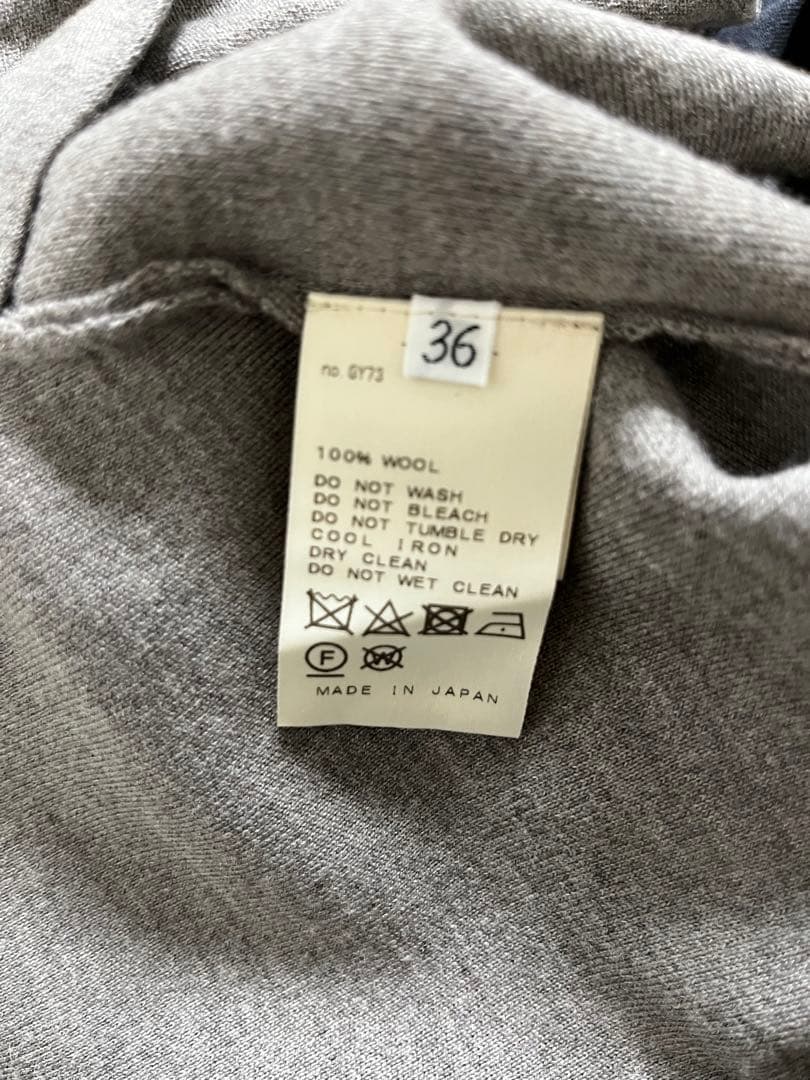 36
no. GY73
100% WOOL
DO NOT WASH
DO NOT BLEACH
DO NOT TUMBLE DRY
COOL IRON
DRY CLEAN
DO NOT WET CLEAN
F W
MADE IN JAPAN